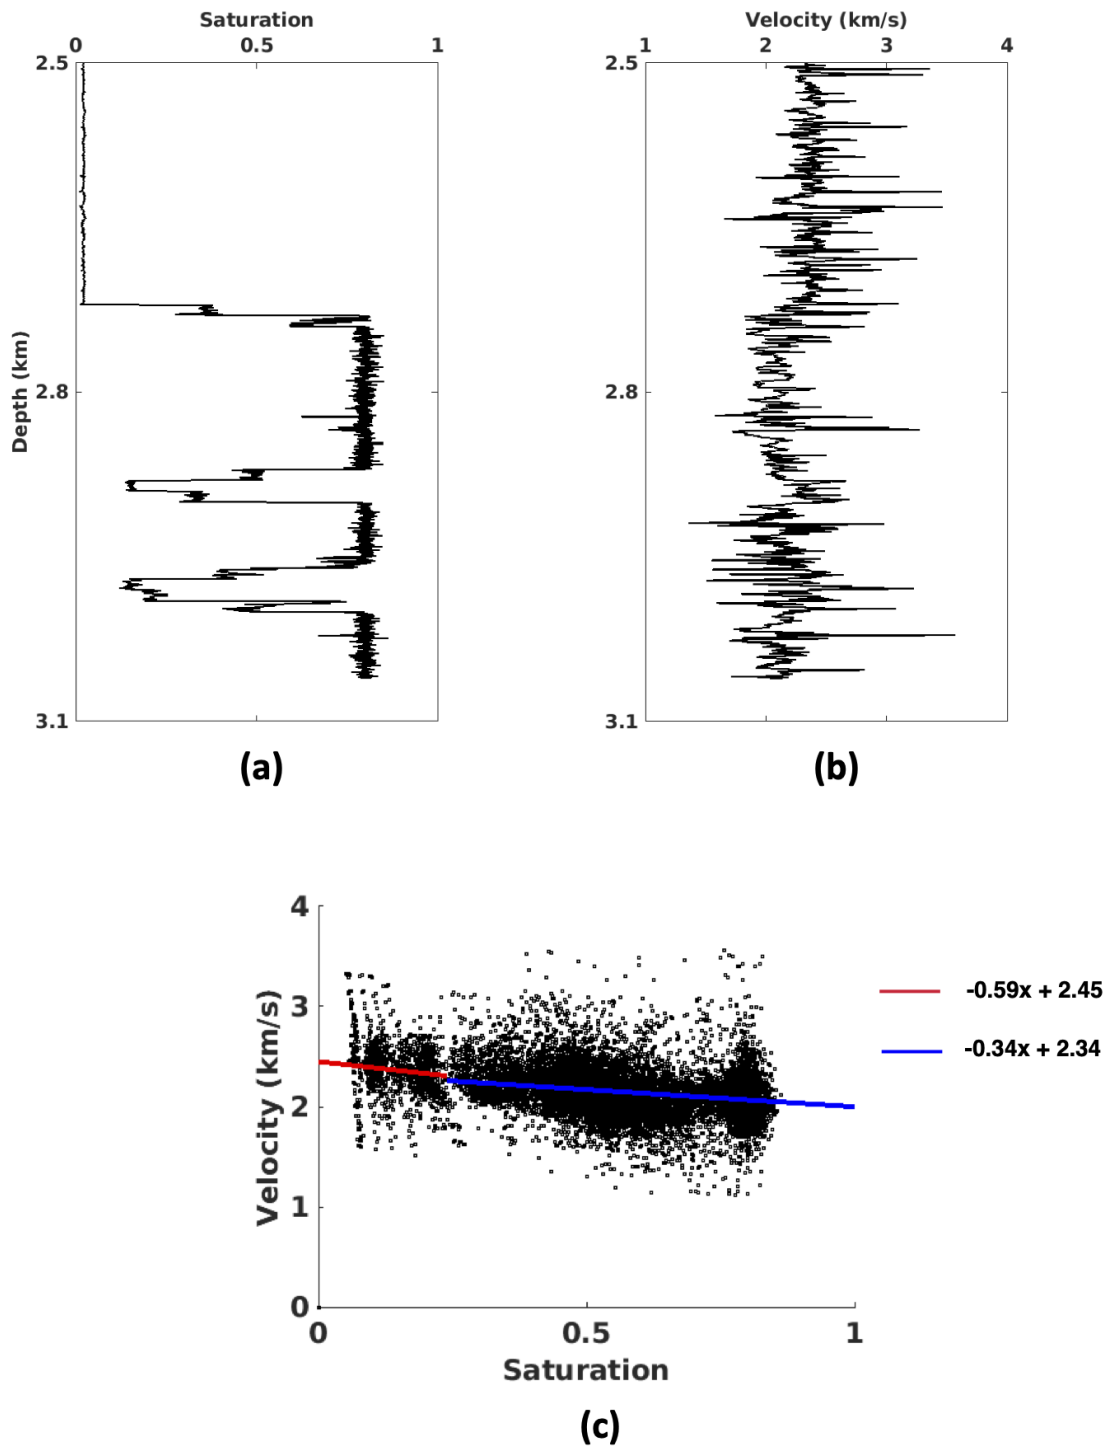 Saturation
0 0.5 1
2.5
2.8
3.1
Depth (km)
(a)
Velocity (km/s)
1 2 3 4
2.5
2.8
3.1
(b)
4
3
2
1
0
Velocity (km/s)
0 0.5 1
Saturation
-0.59x + 2.45
-0.34x + 2.34
(c)